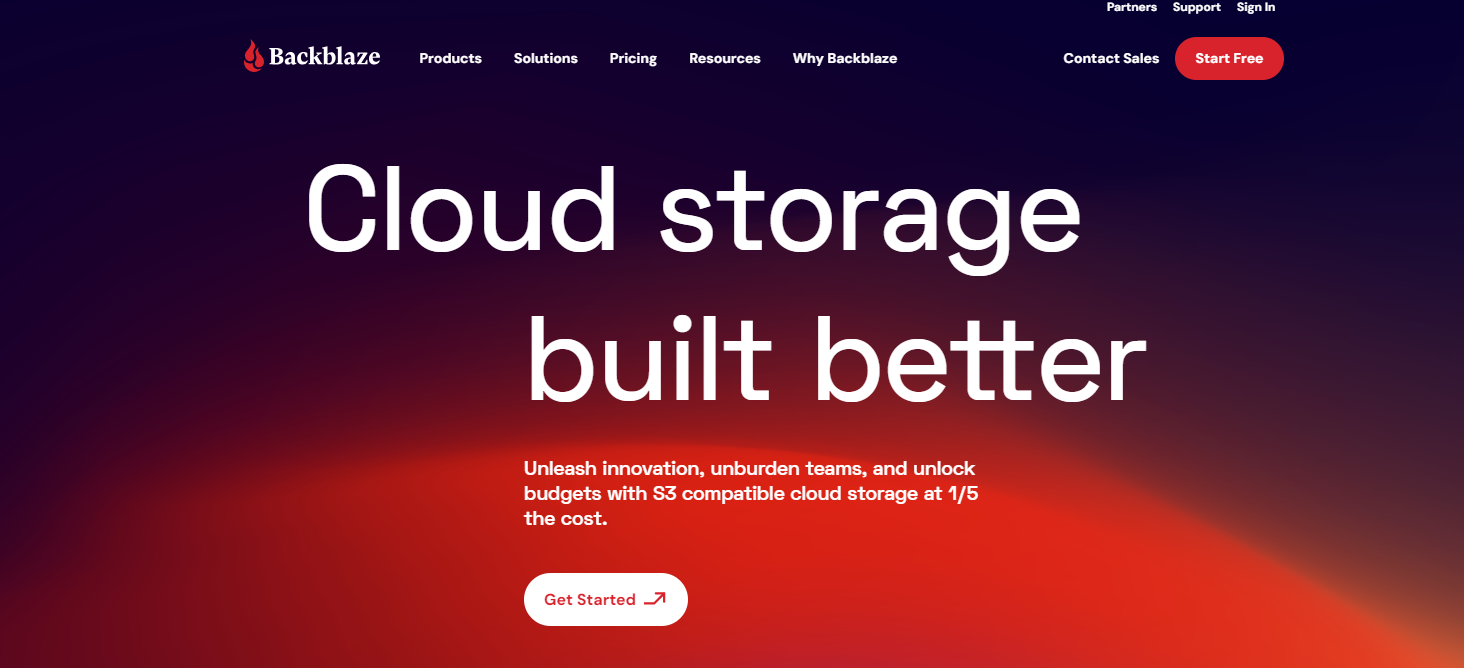 Partners Support Sign In
Backblaze Products Solutions Pricing Resources Why Backblaze Contact Sales Start Free
Cloud storage
built better
Unleash innovation, unburden teams, and unlock
budgets with S3 compatible cloud storage at 1/5
the cost.
Get Started